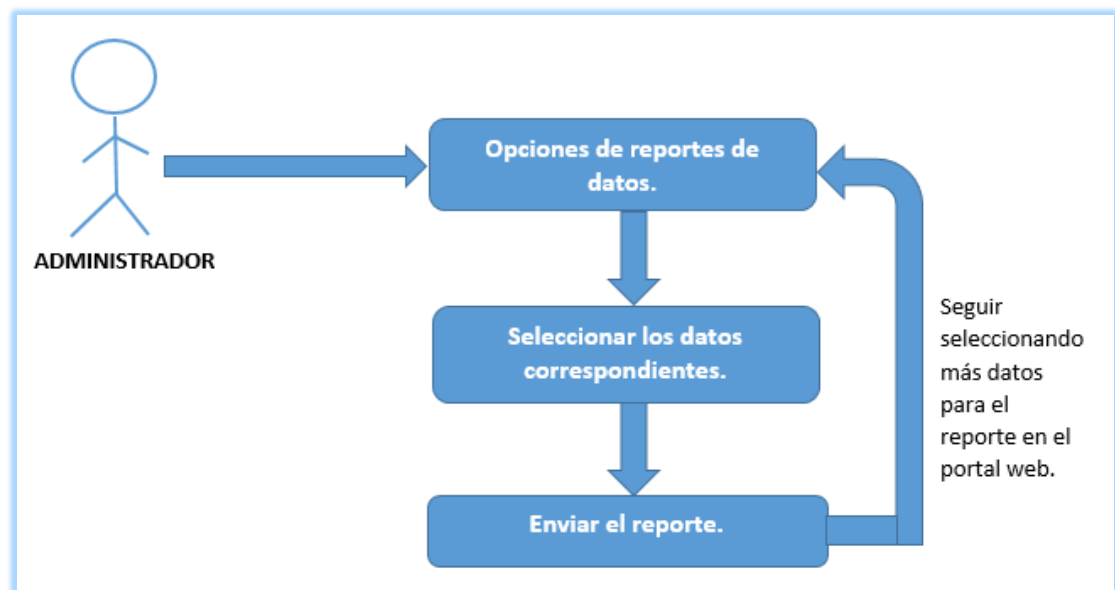 Opciones de reportes de
datos.
ADMINISTRADOR
Seleccionar los datos
correspondientes.
Seguir
seleccionando
más datos
para el
reporte en el
portal web.
Enviar el reporte.